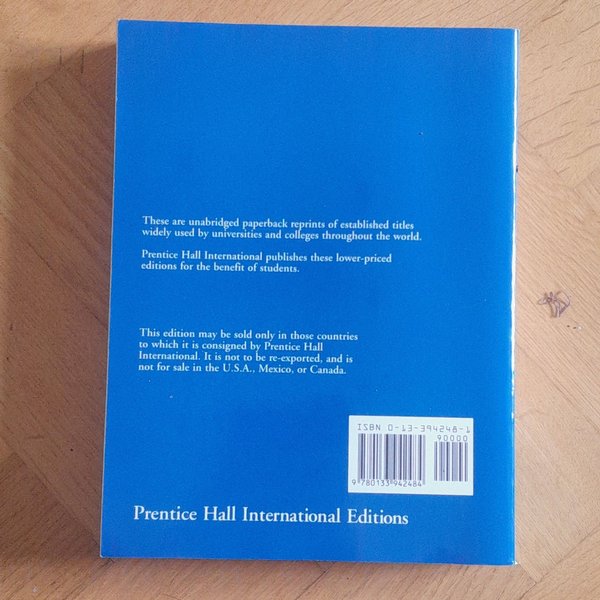 These are unabridged paperback reprints of established titles
widely used by universities and colleges throughout the world.
Prentice Hall International publishes these lower-priced
editions for the benefit of students.
This edition may be sold only in those countries
to which it is consigned by Prentice Hall
International. It is not to be re-exported, and is
not for sale in the U.S.A., Mexico, or Canada.
ISBN 0-13-394248-1
90000
9 780133 942484
Prentice Hall International Editions